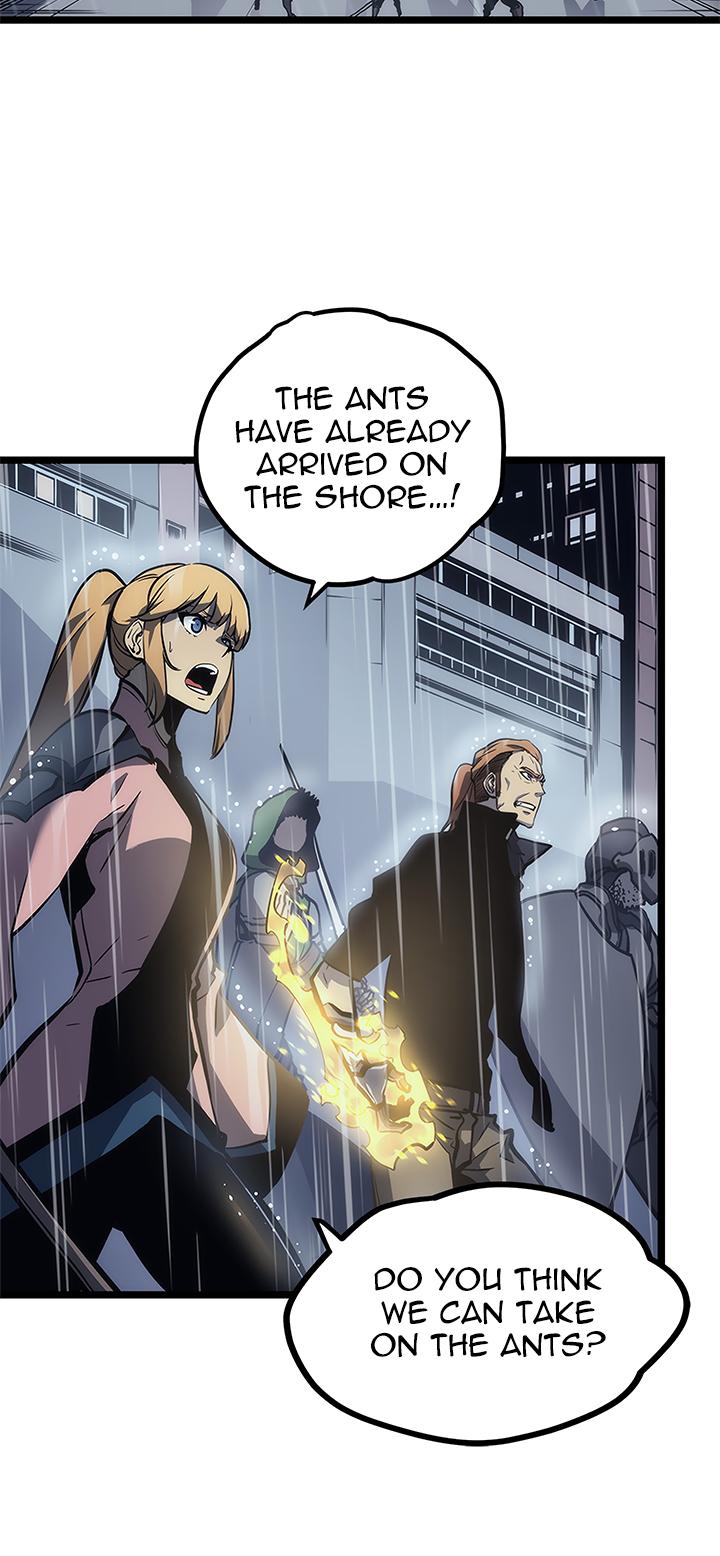 THE ANTS
HAVE ALREADY
ARRIVED ON
THE SHORE...!
DO YOU THINK
WE CAN TAKE
ON THE ANTS?